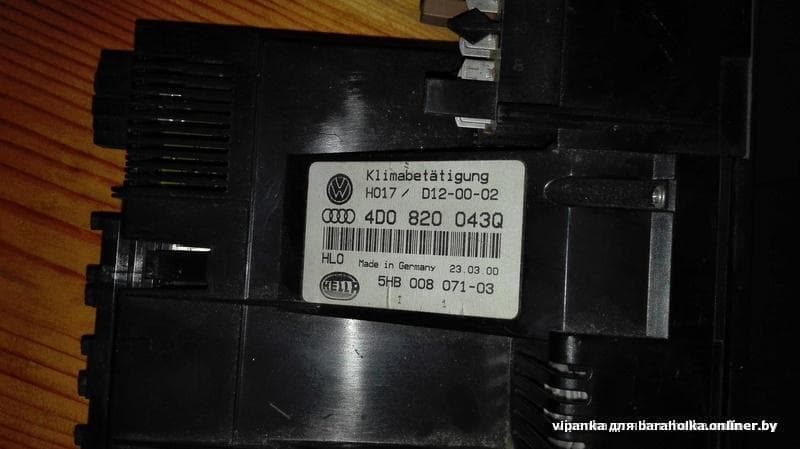 Klimabetätigung
H017/ D12-00-02
4D0 820 043Q
HLO Made in Germany 23.03.00
HELLA
5HB 008 071-03
I 1
vipanka для baraholka.onliner.by